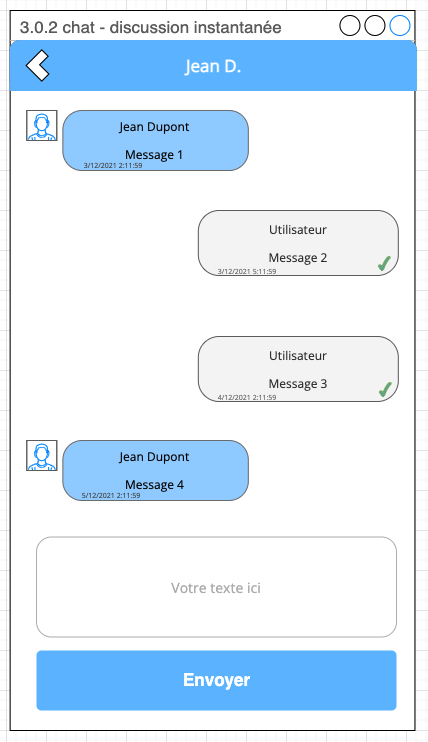 3.0.2 chat - discussion instantanée
Jean D.
Jean Dupont
Message 1
3/12/2021 2:11:59
Utilisateur
Message 2
3/12/2021 5:11:59
Utilisateur
Message 3
4/12/2021 2:11:59
Jean Dupont
Message 4
5/12/2021 2:11:59
Votre texte ici
Envoyer